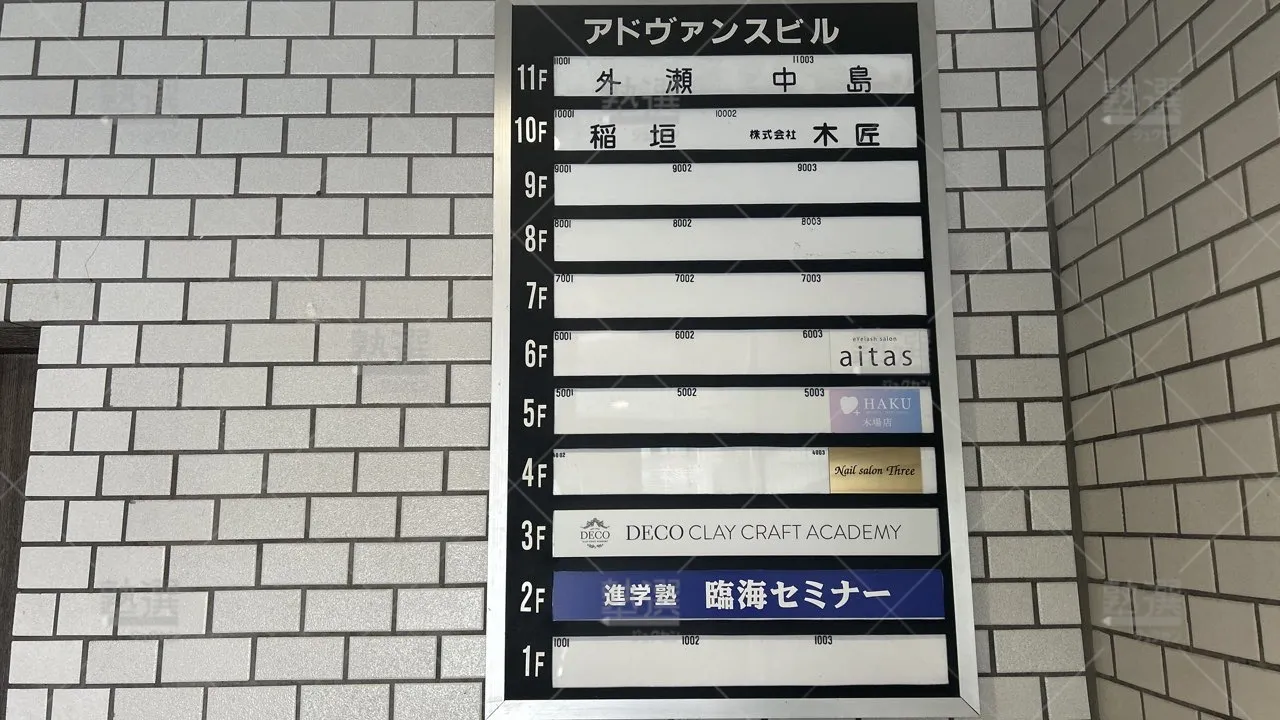 アドヴァンスビル
11001 11003
11F 外瀬 中島
10001 10002
10F 稲垣 株式会社 木匠
9001 9002 9003
9F
8001 8002 8003
8F
7001 7002 7003
7F
6001 6002 6003
6F eyelash salon
aitas
5001 5002 5003
5F HAKU
木場店
4002 4003
4F Nail salon Three
3F DECO DECO CLAY CRAFT ACADEMY
2F 進学塾 臨海セミナー
1001 1002 1003
1F
塾選